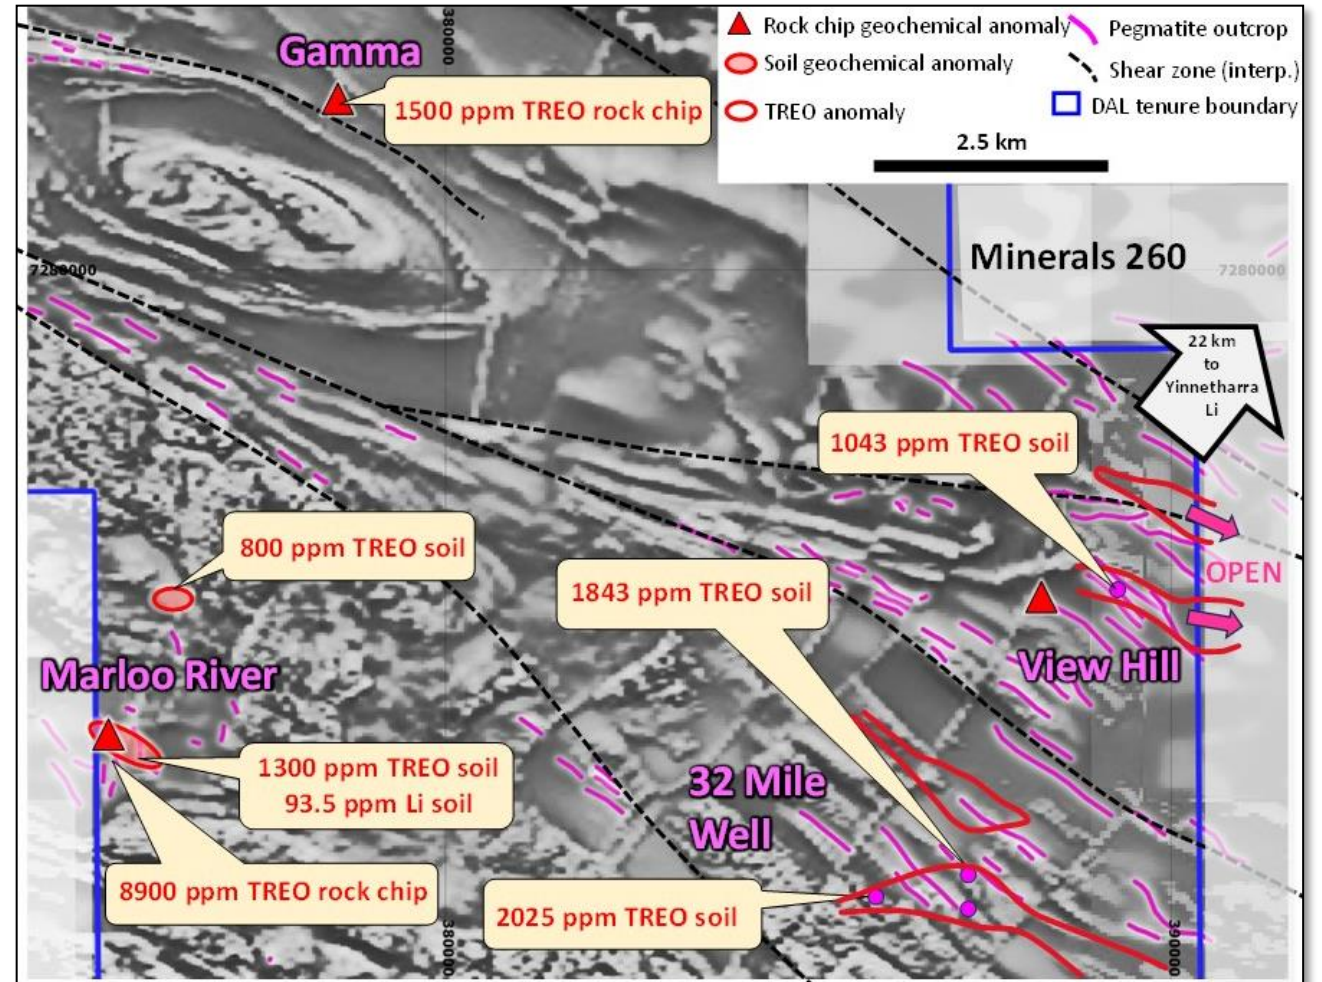 Rock chip geochemical anomaly
Soil geochemical anomaly
TREO anomaly
Pegmatite outcrop
Shear zone (interp.)
DAL tenure boundary
2.5 km
Gamma
380000
1500 ppm TREO rock chip
Minerals 260
7280000
7280000
22 km
to
Yinnetharra
Li
1043 ppm TREO soil
800 ppm TREO soil
1843 ppm TREO soil
OPEN
Marloo River
View Hill
1300 ppm TREO soil
93.5 ppm Li soil
32 Mile
Well
8900 ppm TREO rock chip
2025 ppm TREO soil
380000
390000